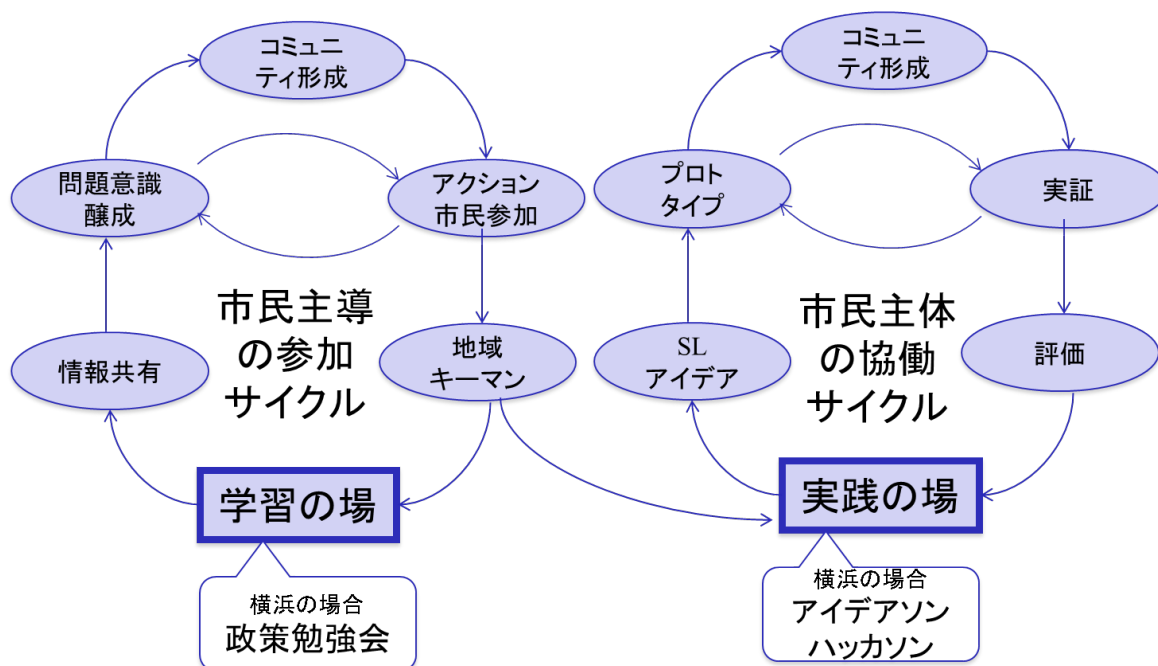 コミュニ
ティ形成
問題意識
醸成
アクション
市民参加
市民主導
の参加
サイクル
情報共有
地域
キーマン
学習の場
横浜の場合
政策勉強会
コミュニ
ティ形成
プロト
タイプ
実証
市民主体
の協働
サイクル
SL
アイデア
評価
実践の場
横浜の場合
アイデアソン
ハッカソン